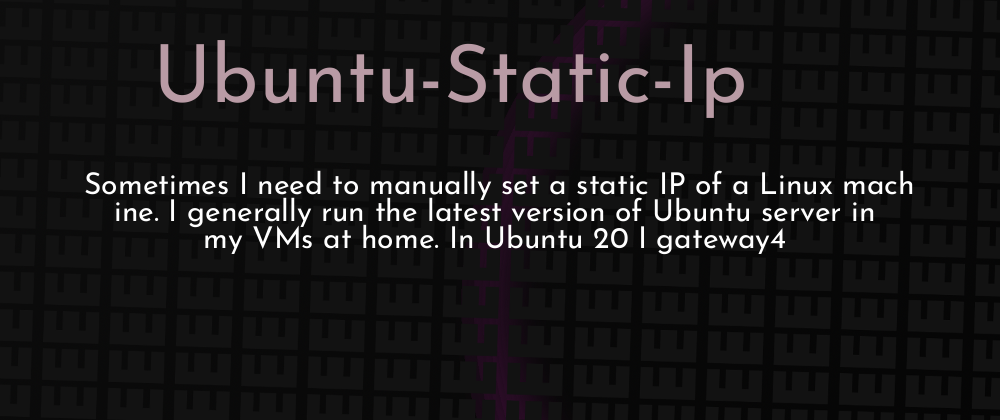 Ubuntu-Static-Ip
Sometimes I need to manually set a static IP of a Linux mach
ine. I generally run the latest version of Ubuntu server in
my VMs at home. In Ubuntu 20 I gateway4